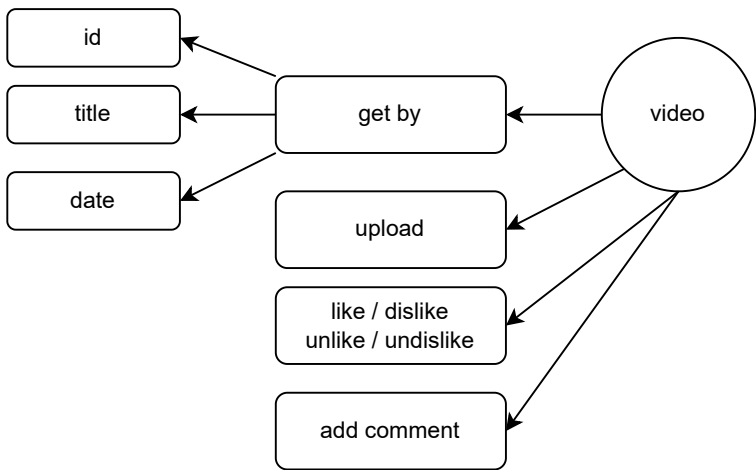 id
title
date
get by
upload
like / dislike
unlike / undislike
add comment
video